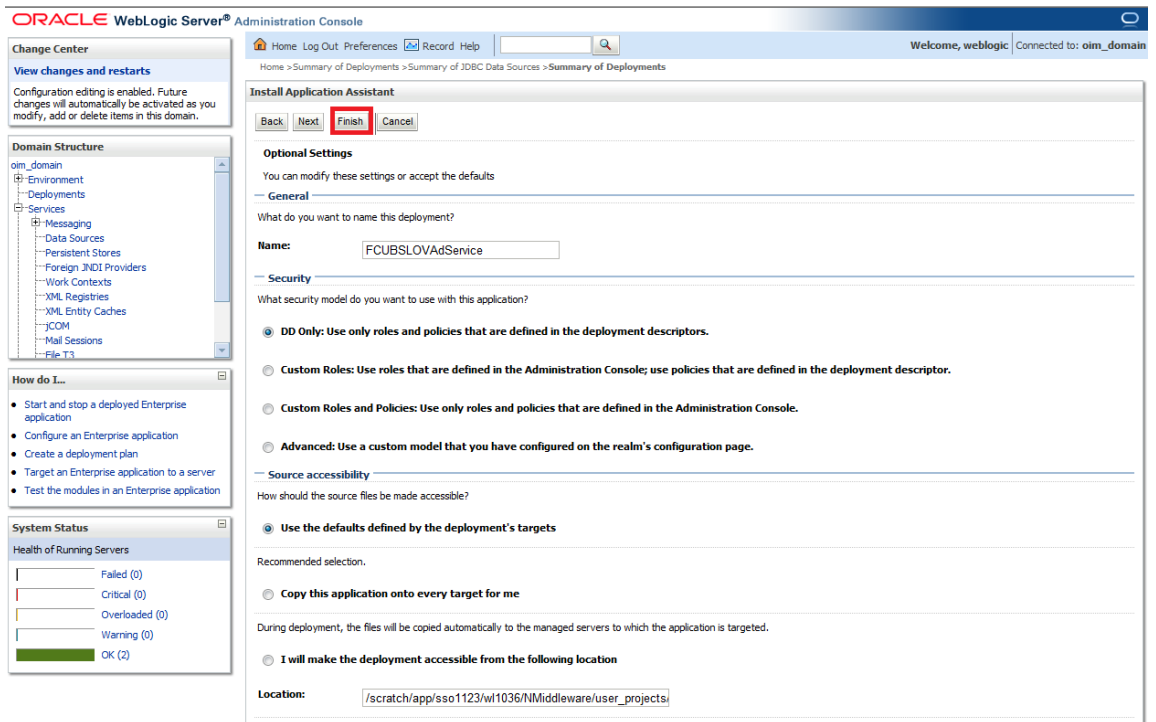 ORACLE WebLogic Server® Administration Console
Change Center
View changes and restarts
Configuration editing is enabled. Future
changes will automatically be activated as you
modify, add or delete items in this domain.
Domain Structure
oim_domain
Environment
Deployments
Services
Messaging
Data Sources
Persistent Stores
Foreign JNDI Providers
Work Contexts
XML Registries
XML Entity Caches
jCOM
Mail Sessions
File T3
How do I...
Start and stop a deployed Enterprise
application
Configure an Enterprise application
Create a deployment plan
Target an Enterprise application to a server
Test the modules in an Enterprise application
System Status
Health of Running Servers
Failed (0)
Critical (0)
Overloaded (0)
Warning (0)
OK (2)
Home Log Out Preferences Record Help
Welcome, weblogic Connected to: oim_domain
Home >Summary of Deployments >Summary of JDBC Data Sources >Summary of Deployments
Install Application Assistant
Back Next Finish Cancel
Optional Settings
You can modify these settings or accept the defaults
General
What do you want to name this deployment?
Name: FCUBSLOVAdService
Security
What security model do you want to use with this application?
DD Only: Use only roles and policies that are defined in the deployment descriptors.
Custom Roles: Use roles that are defined in the Administration Console; use policies that are defined in the deployment descriptor.
Custom Roles and Policies: Use only roles and policies that are defined in the Administration Console.
Advanced: Use a custom model that you have configured on the realm's configuration page.
Source accessibility
How should the source files be made accessible?
Use the defaults defined by the deployment's targets
Recommended selection.
Copy this application onto every target for me
During deployment, the files will be copied automatically to the managed servers to which the application is targeted.
I will make the deployment accessible from the following location
Location: /scratch/app/sso1123/wl1036/NMiddleware/user_projects/